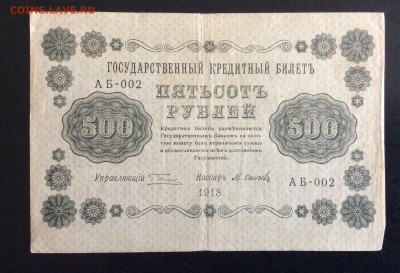 COINS.LAVE.RU
ГОСУДАРСТВЕННЫЙ КРЕДИТНЫЙ БИЛЕТЪ
АБ-002
ПЯТЬСОТЪ
РУБЛЕЙ
500
500
Кредитные билеты размѣниваются
Государственнымъ Банкомъ на золо-
тую монету безъ ограниченія суммы
и обезпечиваются всѣмъ достояніемъ
Государства.
Управляющій
Кассиръ
АБ-002
1918